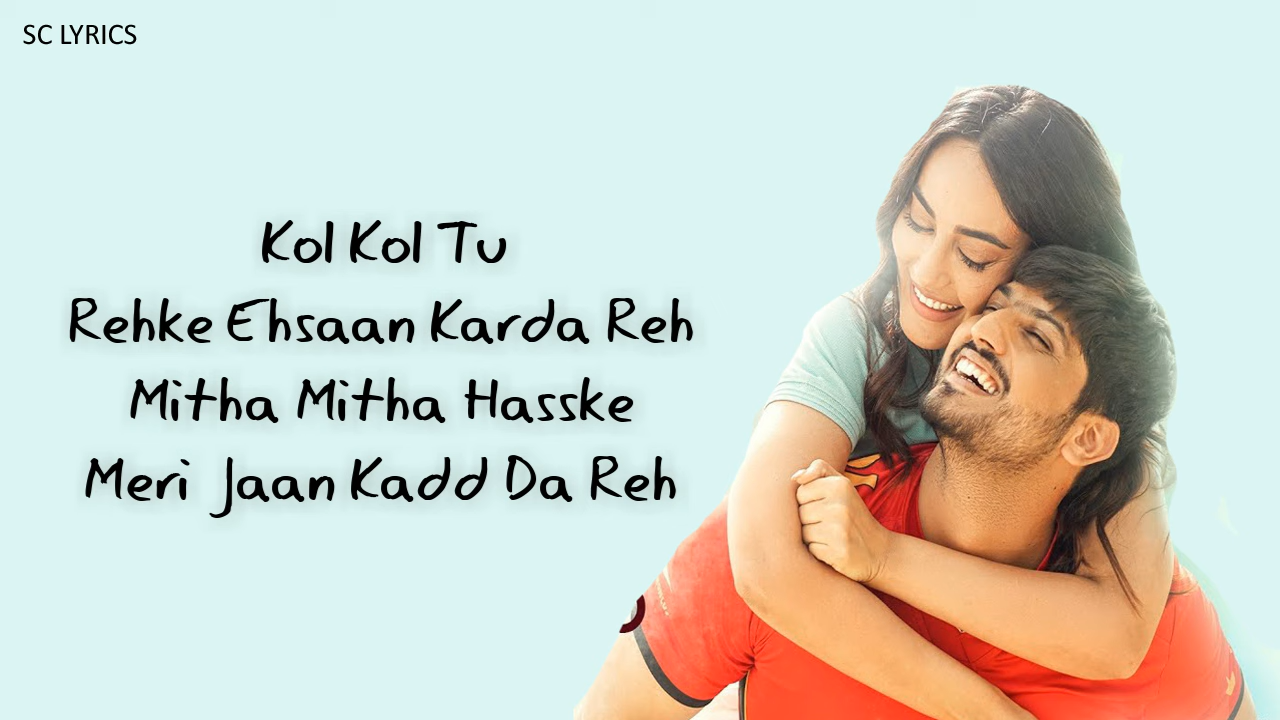 SC LYRICS
Kol Kol Tu
Rehke Ehsaan Karda Reh
Mitha Mitha Hasske
Meri Jaan Kadd Da Reh